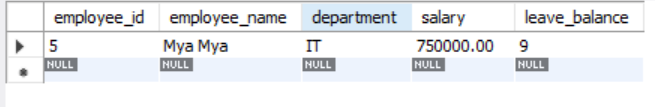 employee_id employee_name department salary leave_balance
5 Mya Mya IT 750000.00 9
NULL NULL NULL NULL NULL